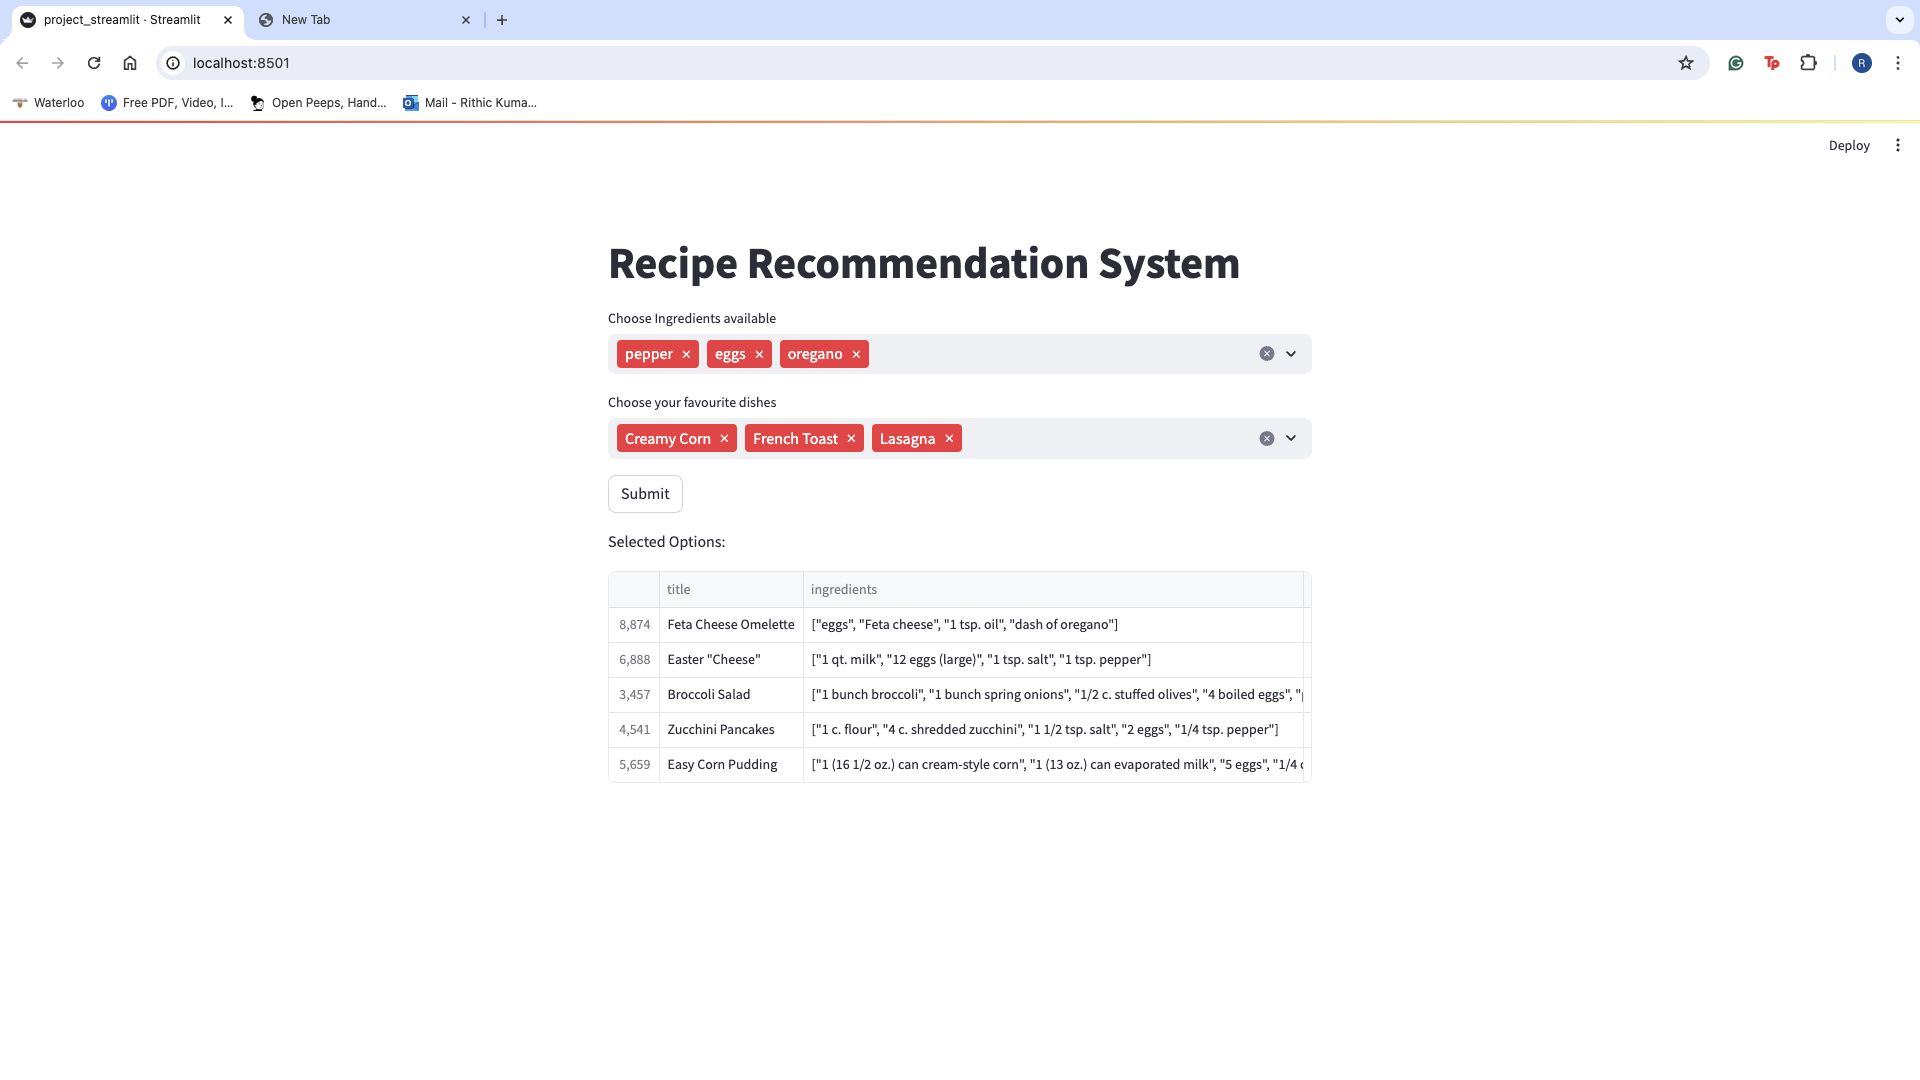 project_streamlit · Streamlit
New Tab
localhost:8501
R
Waterloo
Free PDF, Video, I...
Open Peeps, Hand...
Mail - Rithic Kuma...
Deploy
Recipe Recommendation System
Choose Ingredients available
pepper eggs oregano
Choose your favourite dishes
Creamy Corn French Toast Lasagna
Submit
Selected Options:
title ingredients
8,874 Feta Cheese Omelette ["eggs", "Feta cheese", "1 tsp. oil", "dash of oregano"]
6,888 Easter "Cheese" ["1 qt. milk", "12 eggs (large)", "1 tsp. salt", "1 tsp. pepper"]
3,457 Broccoli Salad ["1 bunch broccoli", "1 bunch spring onions", "1/2 c. stuffed olives", "4 boiled eggs", "
4,541 Zucchini Pancakes ["1 c. flour", "4 c. shredded zucchini", "1 1/2 tsp. salt", "2 eggs", "1/4 tsp. pepper"]
5,659 Easy Corn Pudding ["1 (16 1/2 oz.) can cream-style corn", "1 (13 oz.) can evaporated milk", "5 eggs", "1/4 c